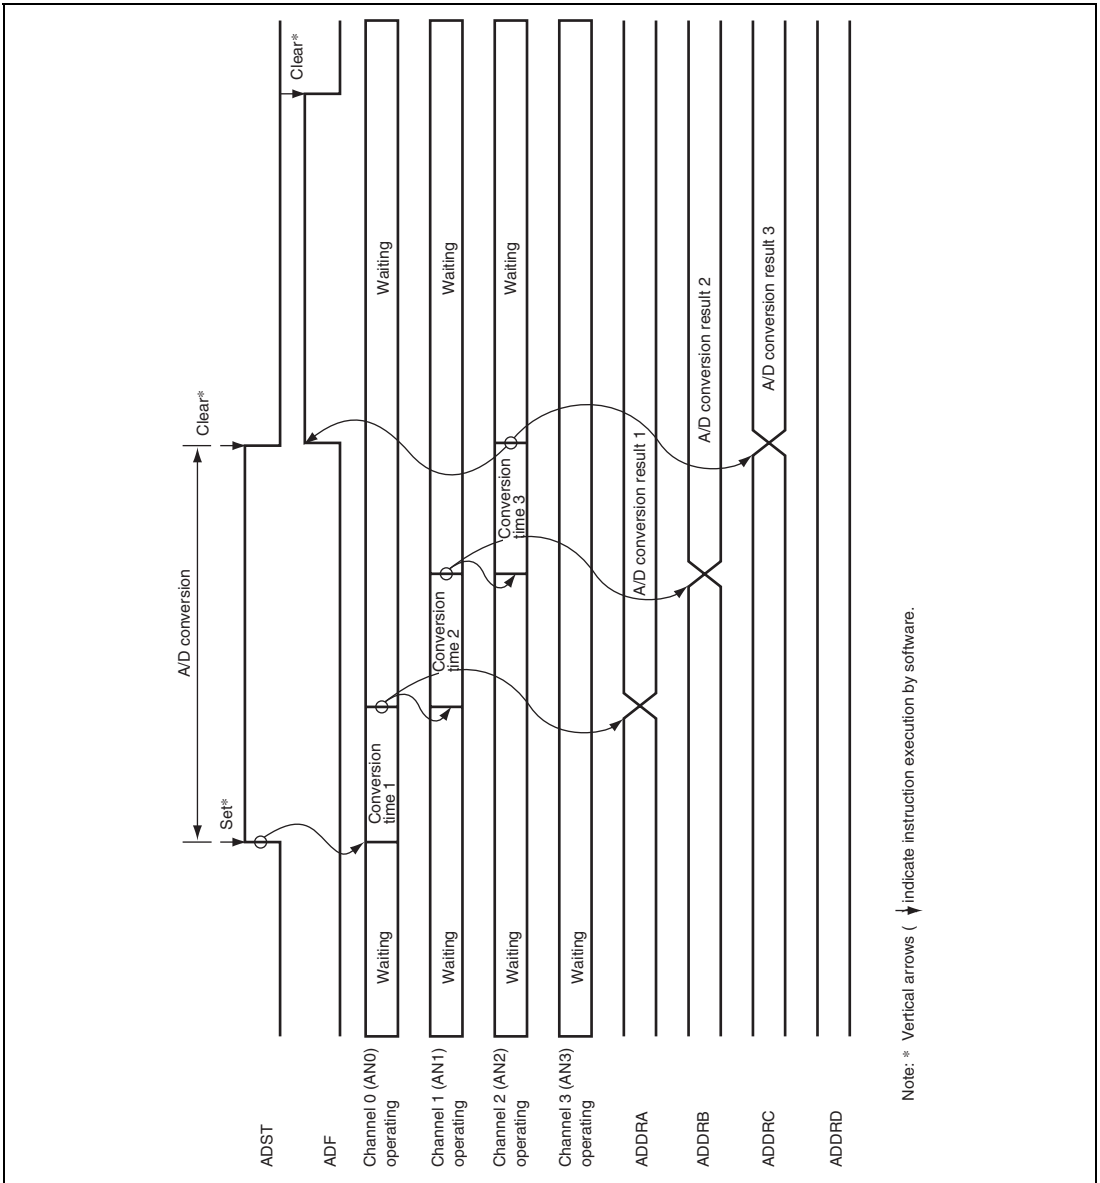 A/D conversion
Set*
Clear*
Clear*
ADST
ADF
Channel 0 (AN0)
operating
Waiting
Conversion
time 1
Waiting
Channel 1 (AN1)
operating
Waiting
Conversion
time 2
Waiting
Channel 2 (AN2)
operating
Waiting
Conversion
time 3
Waiting
Channel 3 (AN3)
operating
Waiting
ADDRA
A/D conversion result 1
ADDRB
A/D conversion result 2
ADDRC
A/D conversion result 3
ADDRD
Note: * Vertical arrows ( ) indicate instruction execution by software.